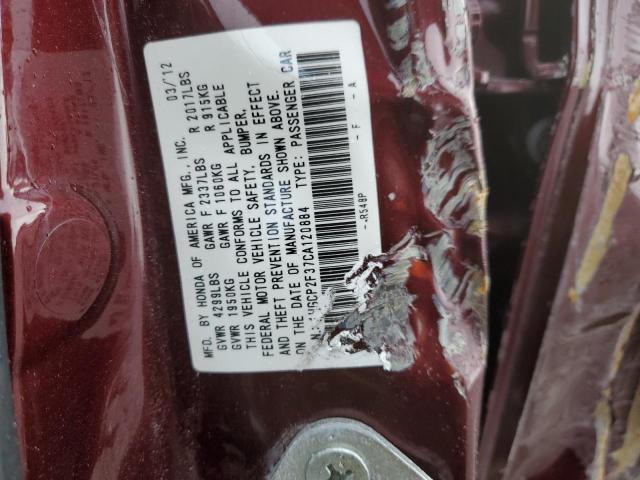 MFD. BY HONDA OF AMERICA MFG., INC. 03/12
GVWR 4299LBS GAWR F 2337LBS R 2017LBS
GVWR 1950KG GAWR F 1060KG R 915KG
THIS VEHICLE CONFORMS TO ALL APPLICABLE
FEDERAL MOTOR VEHICLE SAFETY, BUMPER,
AND THEFT PREVENTION STANDARDS IN EFFECT
ON THE DATE OF MANUFACTURE SHOWN ABOVE.
CP2F37CA120884 TYPE: PASSENGER CAR
-R548P - F - A